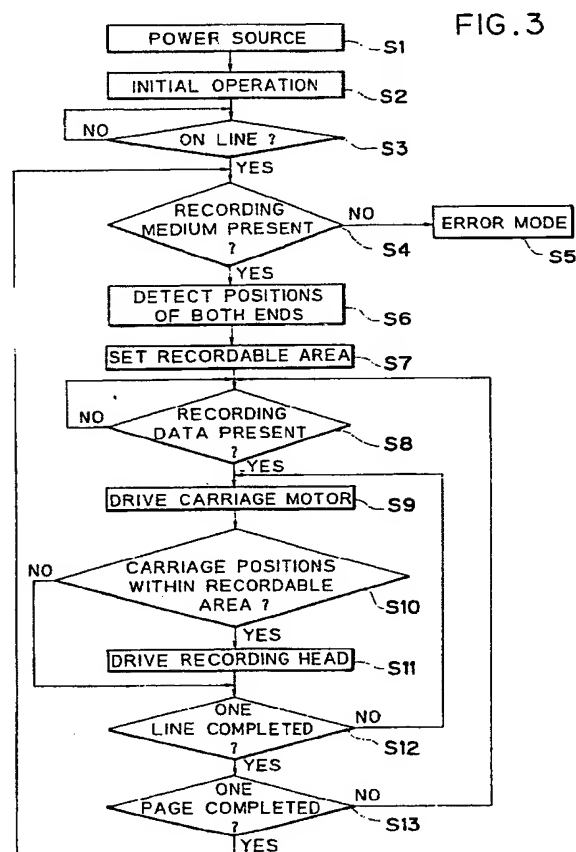 FIG.3
POWER SOURCE
S1
INITIAL OPERATION
S2
NO
ON LINE ?
S3
YES
RECORDING
MEDIUM PRESENT
?
NO
S4
ERROR MODE
S5
YES
DETECT POSITIONS
OF BOTH ENDS
S6
SET RECORDABLE AREA
S7
NO
RECORDING
DATA PRESENT
?
S8
YES
DRIVE CARRIAGE MOTOR
S9
NO
CARRIAGE POSITIONS
WITHIN RECORDABLE
AREA ?
S10
YES
DRIVE RECORDING HEAD
S11
ONE
LINE COMPLETED
?
NO
S12
YES
ONE
PAGE COMPLETED
?
NO
S13
YES